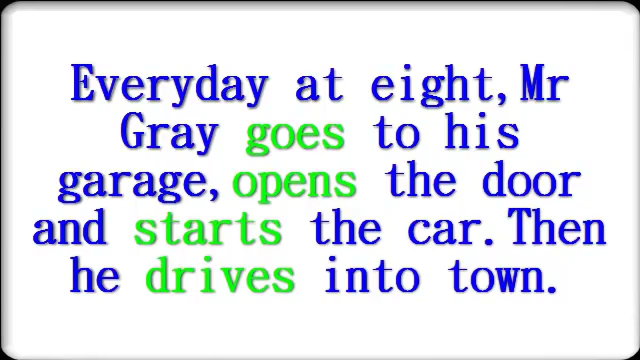 Everyday at eight,Mr
Gray goes to his
garage,opens the door
and starts the car.Then
he drives into town.